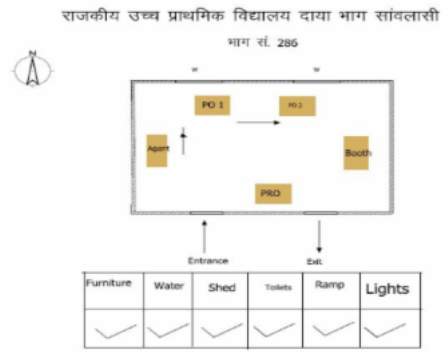 राजकीय उच्च प्राथमिक विद्यालय दाया भाग सांवलासी
भाग सं. 286
N
W W
PO 1 PO 2
Agant Booth
PRO
Entrance Exit
Furniture Water Shed Toilets Ramp Lights